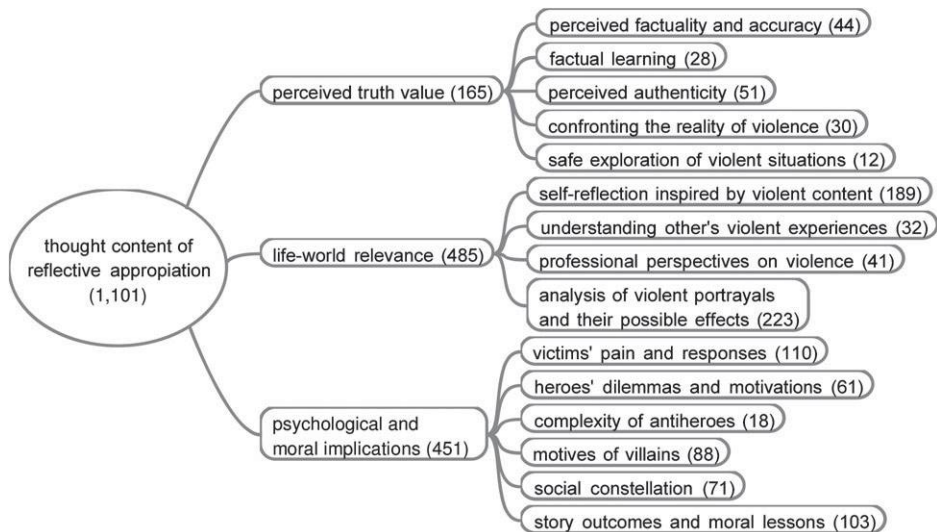 thought content of
reflective appropiation
(1,101)
perceived truth value (165)
perceived factuality and accuracy (44)
factual learning (28)
perceived authenticity (51)
confronting the reality of violence (30)
safe exploration of violent situations (12)
life-world relevance (485)
self-reflection inspired by violent content (189)
understanding other's violent experiences (32)
professional perspectives on violence (41)
analysis of violent portrayals
and their possible effects (223)
psychological and
moral implications (451)
victims' pain and responses (110)
heroes' dilemmas and motivations (61)
complexity of antiheroes (18)
motives of villains (88)
social constellation (71)
story outcomes and moral lessons (103)